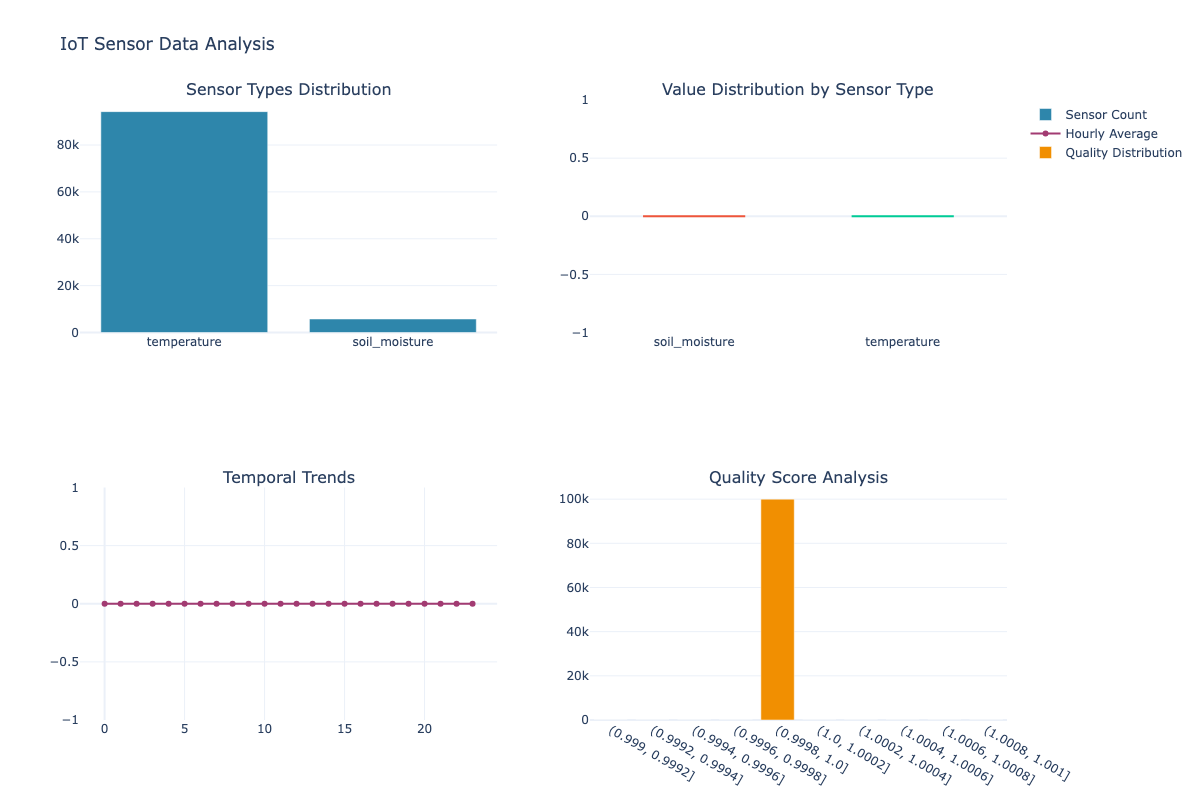 IoT Sensor Data Analysis
Sensor Types Distribution
80k
60k
40k
20k
0
temperature soil_moisture
Value Distribution by Sensor Type
1
0.5
0
−0.5
−1
soil_moisture temperature
Sensor Count
Hourly Average
Quality Distribution
Temporal Trends
1
0.5
0
−0.5
−1
0 5 10 15 20
Quality Score Analysis
100k
80k
60k
40k
20k
0
(0.999, 0.9992]
(0.9992, 0.9994]
(0.9994, 0.9996]
(0.9996, 0.9998]
(0.9998, 1.0]
(1.0, 1.0002]
(1.0002, 1.0004]
(1.0004, 1.0006]
(1.0006, 1.0008]
(1.0008, 1.001]